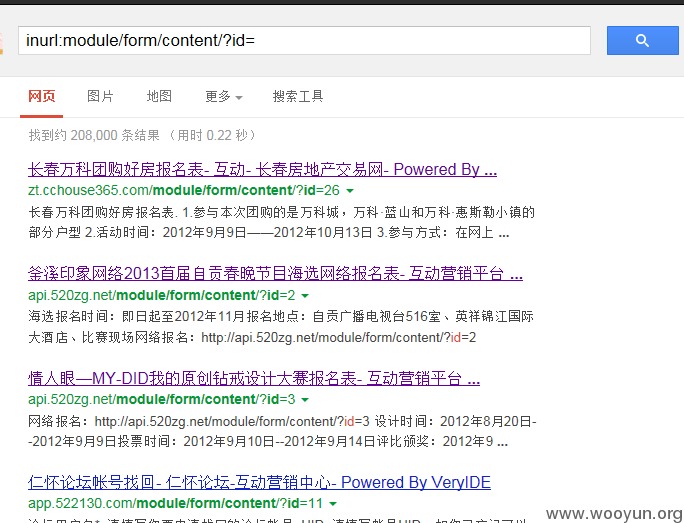 inurl:module/form/content/?id=
网页 图片 地图 更多 搜索工具
找到约 208,000 条结果 (用时 0.22 秒)
长春万科团购好房报名表- 互动- 长春房地产交易网- Powered By ...
zt.cchouse365.com/module/form/content/?id=26
长春万科团购好房报名表. 1.参与本次团购的是万科城，万科·蓝山和万科·惠斯勒小镇的
部分户型 2.活动时间：2012年9月9日——2012年10月13日 3.参与方式：在网上 ...
釜溪印象网络2013首届自贡春晚节目海选网络报名表- 互动营销平台 ...
api.520zg.net/module/form/content/?id=2
海选报名时间：即日起至2012年11月报名地点：自贡广播电视台516室、英祥锦江国际
大酒店、比赛现场网络报名：http://api.520zg.net/module/form/content/?id=2
情人眼—MY-DID我的原创钻戒设计大赛报名表- 互动营销平台 ...
api.520zg.net/module/form/content/?id=3
网络报名：http://api.520zg.net/module/form/content/?id=3 设计时间：2012年8月20日-
-2012年9月9日投票时间：2012年9月10日--2012年9月14日评比颁奖：2012年9 ...
仁怀论坛帐号找回- 仁怀论坛-互动营销中心- Powered By VeryIDE
app.522130.com/module/form/content/?id=11
www.wooyun.org